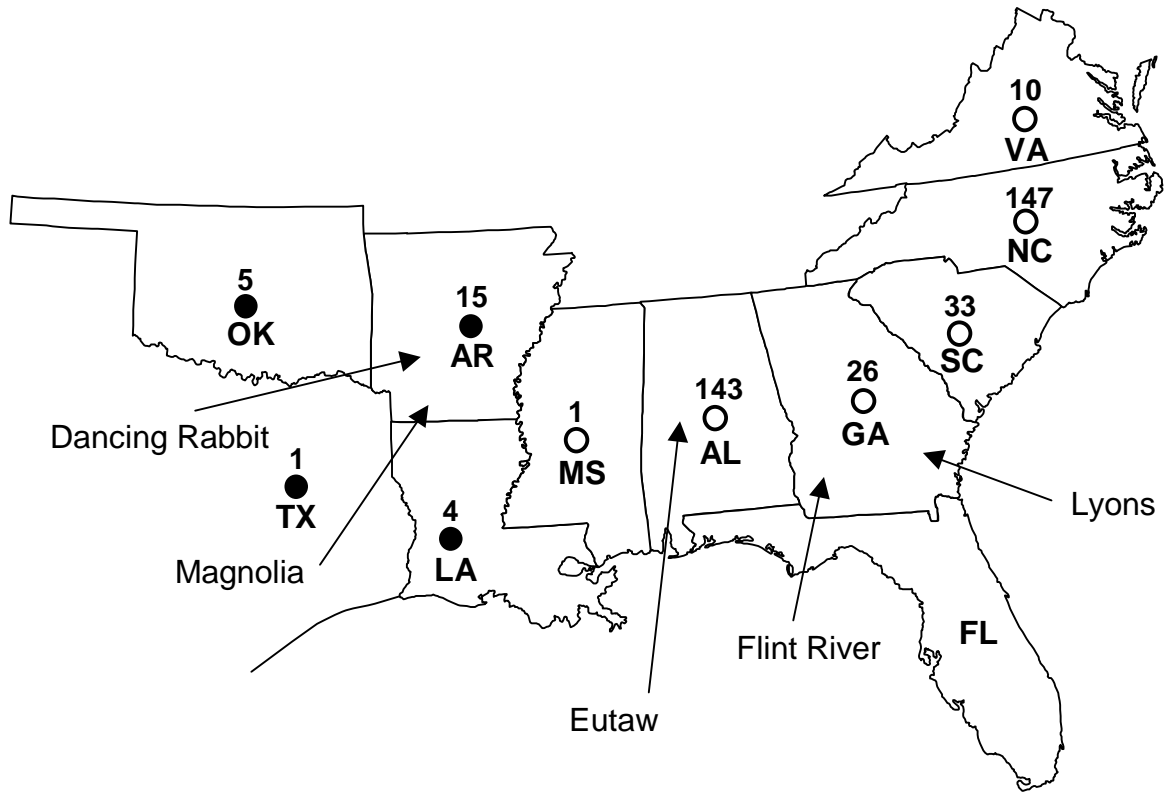 10
VA
147
NC
5
OK
15
AR
33
SC
Dancing Rabbit
26
GA
143
AL
1
MS
1
TX
Lyons
4
LA
Magnolia
Flint River
FL
Eutaw